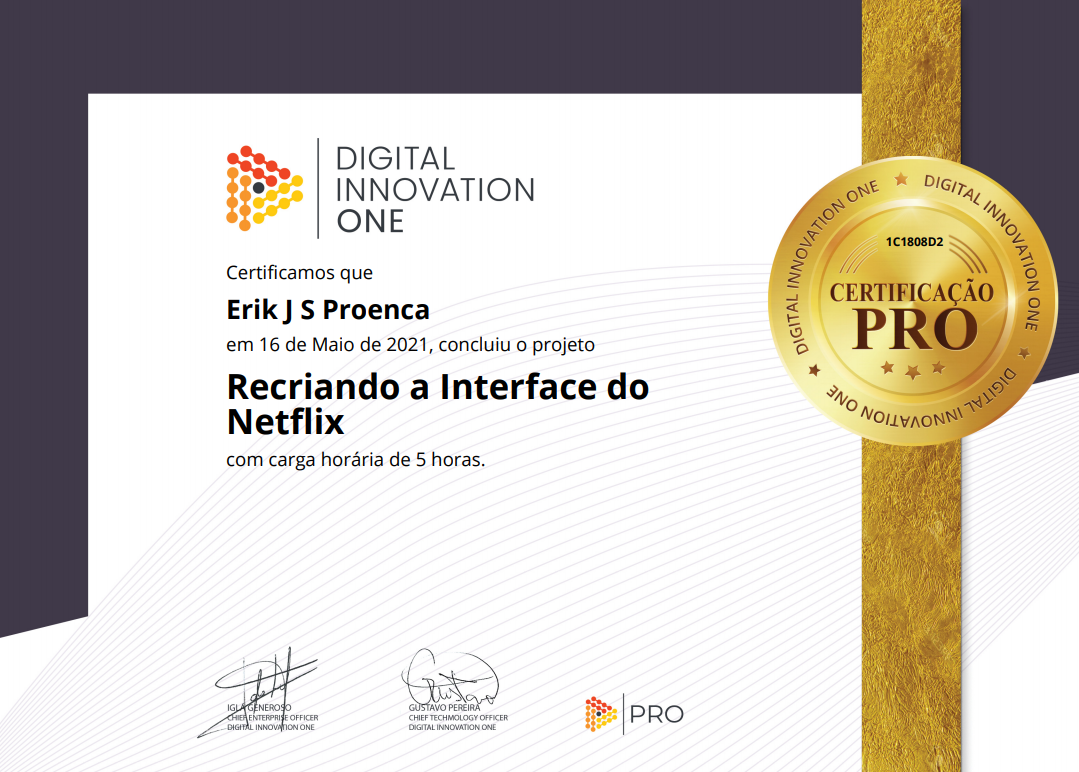 DIGITAL
INNOVATION
ONE
Certificamos que
Erik J S Proenca
em 16 de Maio de 2021, concluiu o projeto
Recriando a Interface do
Netflix
com carga horária de 5 horas.
DIGITAL INNOVATION ONE
DIGITAL INNOVATION ONE
DIGITAL INNOVATION ONE
1C1808D2
CERTIFICAÇÃO
PRO
IGLÁ GENEROSO
CHIEF ENTERPRISE OFFICER
DIGITAL INNOVATION ONE
Gustavo
GUSTAVO PEREIRA
CHIEF TECHNOLOGY OFFICER
DIGITAL INNOVATION ONE
PRO